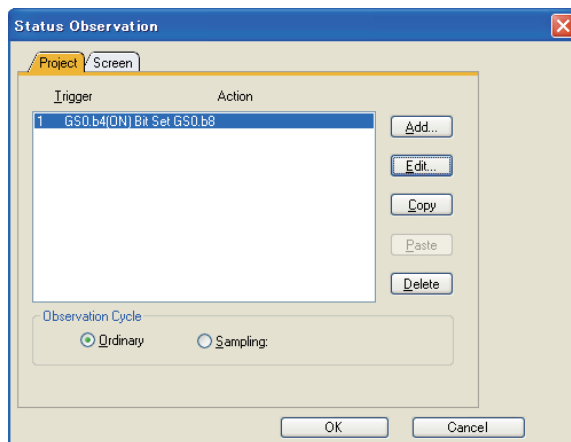 Status Observation
Project Screen
Trigger Action
1 GS0.b4(ON) Bit Set GS0.b8
Add...
Edit...
Copy
Paste
Delete
Observation Cycle
Ordinary Sampling:
OK Cancel